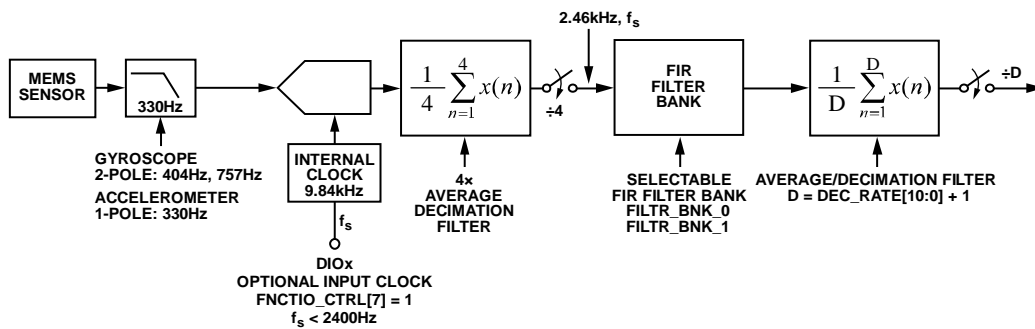 2.46kHz, fs
MEMS
SENSOR
330Hz
1/4 4∑n=1 x(n)
÷4
FIR
FILTER
BANK
1/D D∑n=1 x(n)
÷D
GYROSCOPE
2-POLE: 404Hz, 757Hz
ACCELEROMETER
1-POLE: 330Hz
INTERNAL
CLOCK
9.84kHz
fs
DIOx
OPTIONAL INPUT CLOCK
FNCTIO_CTRL[7] = 1
fs < 2400Hz
4×
AVERAGE
DECIMATION
FILTER
SELECTABLE
FIR FILTER BANK
FILTR_BNK_0
FILTR_BNK_1
AVERAGE/DECIMATION FILTER
D = DEC_RATE[10:0] + 1